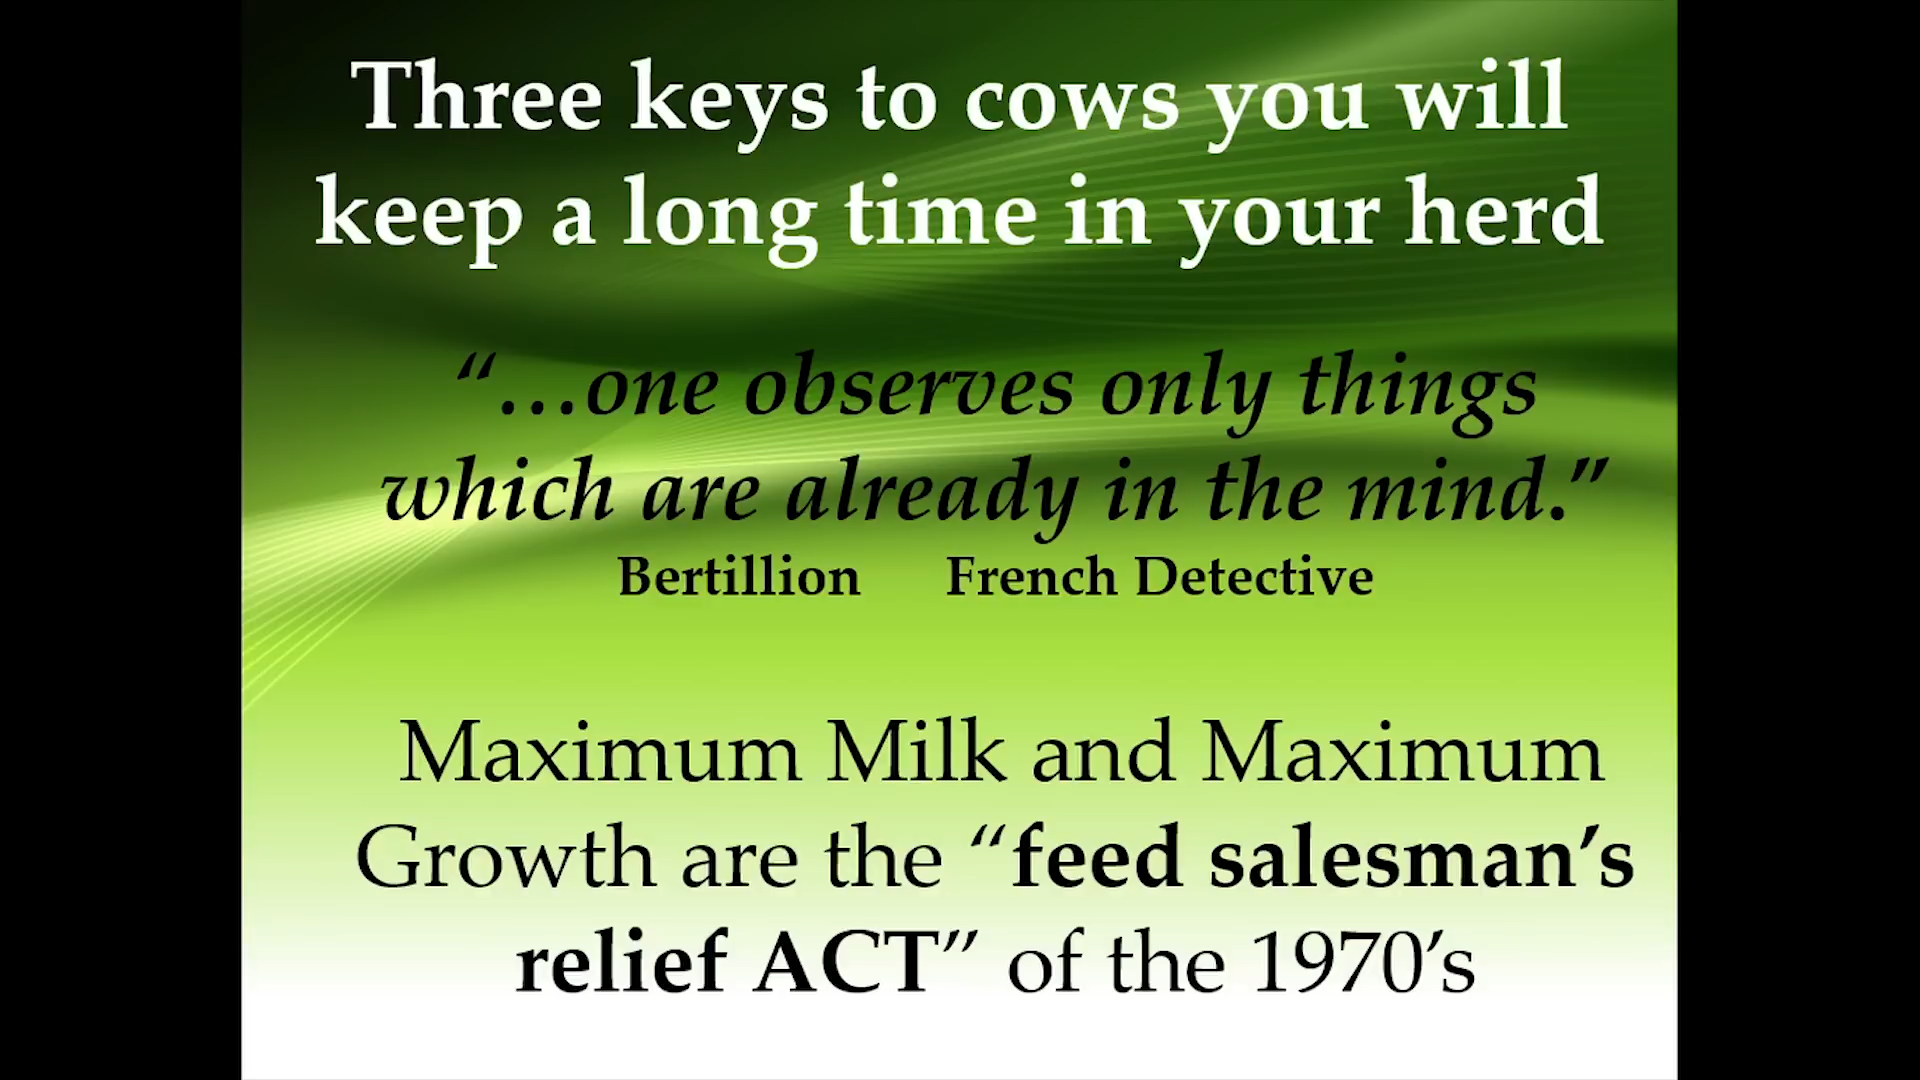 Three keys to cows you will
keep a long time in your herd
“…one observes only things
which are already in the mind.”
Bertillion French Detective
Maximum Milk and Maximum
Growth are the “feed salesman’s
relief ACT” of the 1970’s